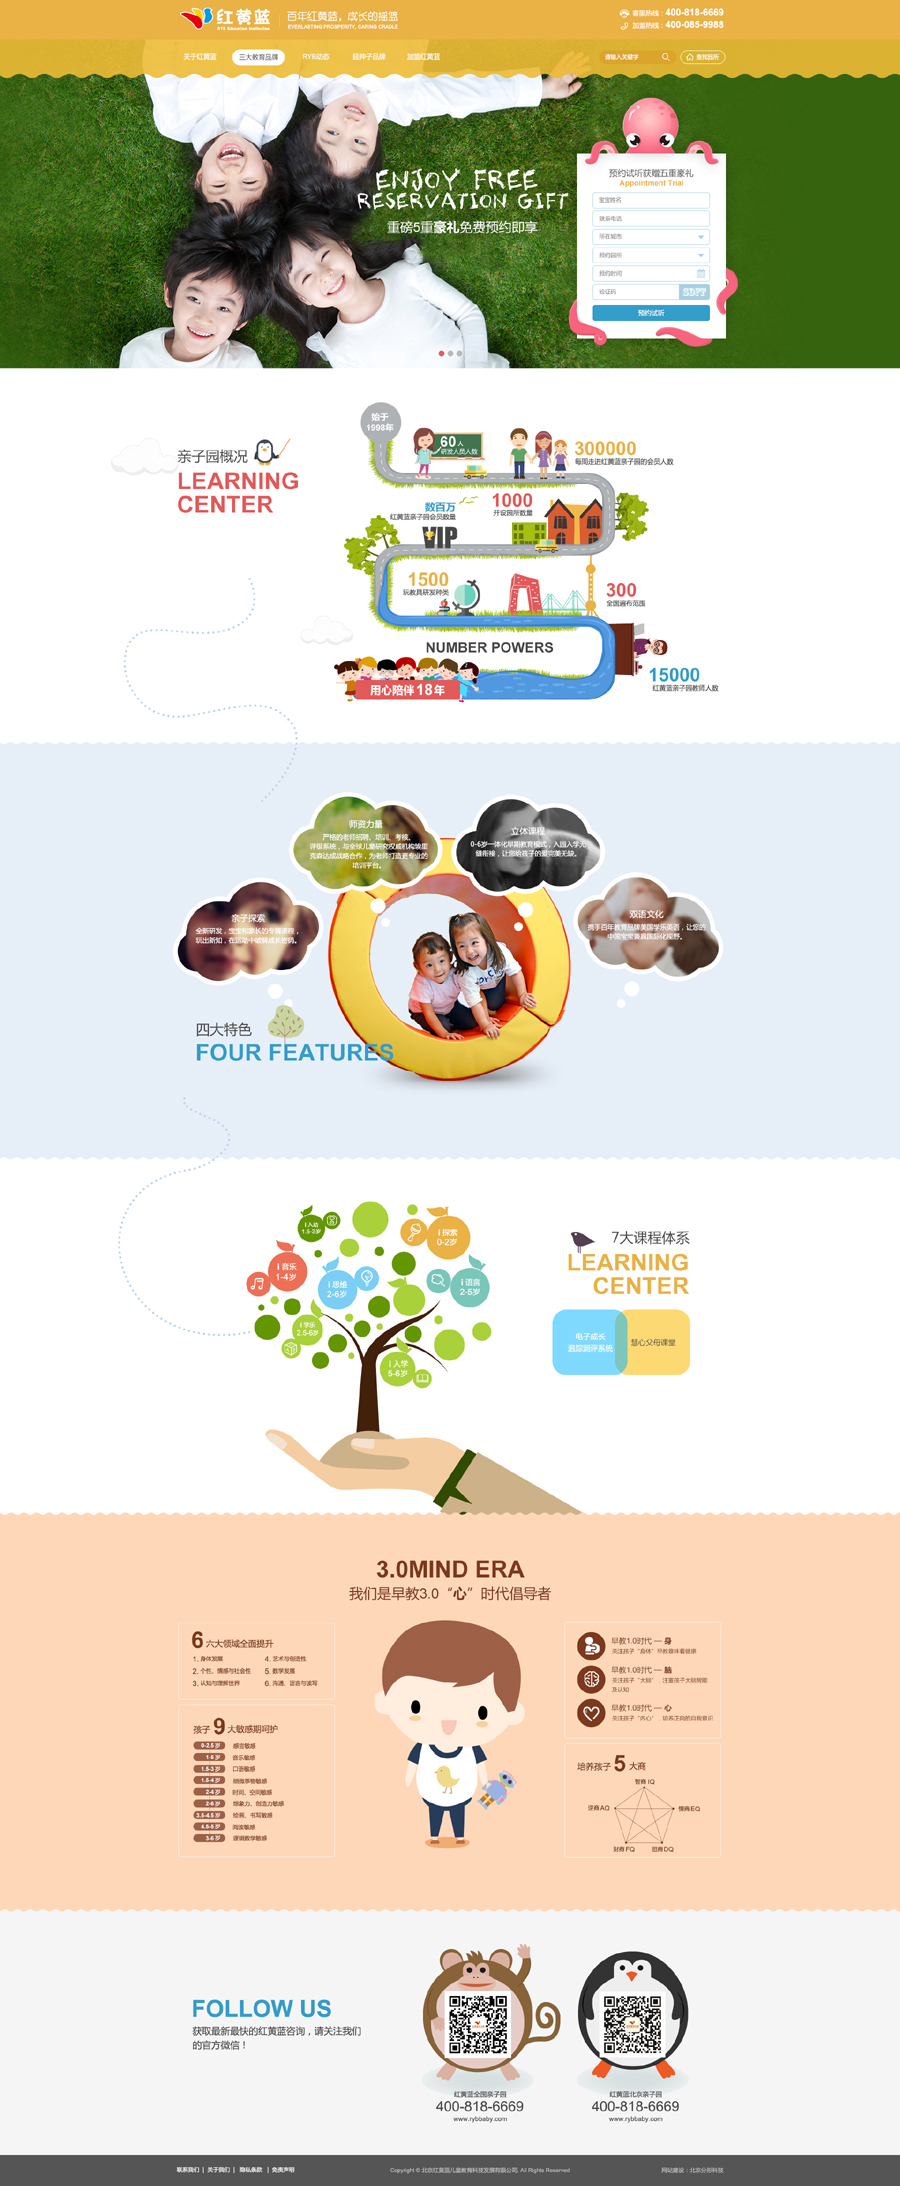 红黄蓝
RYB Education Institution
百年红黄蓝，成长的摇篮
EVERLASTING PROSPERITY, CARING CRADLE
客服热线：400-818-6669
加盟热线：400-085-9988
关于红黄蓝
三大教育品牌
RYB动态
加盟红黄蓝
请输入关键字
查找园所
ENJOY FREE
RESERVATION GIFT
重磅5重豪礼免费预约即享
预约试听获赠五重豪礼
Appointment Trial
宝宝姓名
联系电话
所在城市
预约园所
预约时间
验证码
预约试听
亲子园概况
LEARNING
CENTER
始于
1998年
60人
研发人员人数
300000
每周走进红黄蓝亲子园的会员人数
数百万
红黄蓝亲子园会员数量
VIP
1000
开设园所数量
1500
玩教具研发种类
300
全国遍布范围
NUMBER POWERS
15000
红黄蓝亲子园教师人数
用心陪伴18年
师资力量
严格的老师招聘、培训、考核、
评级系统，与全球儿童研究权威机构埃里
克森达成战略合作，为老师打造更专业的
培训平台。
立体课程
0-6岁一体化早期教育模式，入园入学无
缝衔接，让您给孩子的爱完美无缺。
亲子探索
全新研发，宝宝和家长的专属课程，
玩出新知，在运动中破解成长密码。
双语文化
携手百年教育品牌美国学乐英语，让您的
中国宝宝兼具国际化视野。
四大特色
FOUR FEATURES
i 入幼
1.5-3岁
i 探索
0-2岁
i 音乐
1-4岁
i 思维
2-6岁
i 语言
2-5岁
i 学乐
2.5-6岁
i 入学
5-6岁
7大课程体系
LEARNING
CENTER
电子成长
追踪测评系统
慧心父母课堂
3.0MIND ERA
我们是早教3.0“心”时代倡导者
6 六大领域全面提升
1、身体发展
2、个性、情感与社会性
3、认知与理解世界
4、艺术与创造性
5、数学发展
6、沟通、语言与读写
孩子 9 大敏感期呵护
0-2.5 岁 感官敏感
1-5 岁 音乐敏感
1.5-3 岁 口语敏感
1.5-4 岁 细微事物敏感
2-4 岁 时间、空间敏感
2-6 岁 想象力、创造力敏感
3.5-4.5 岁 绘画、书写敏感
4.5-5 岁 阅读敏感
3-6 岁 逻辑数学敏感
早教1.0时代 — 身
关注孩子“身体”早教意味着健康
早教1.0时代 — 脑
关注孩子“大脑”，注重孩子大脑智能
及认知
早教1.0时代 — 心
关注孩子“内心”，培养正向的自我意识
培养孩子 5 大商
智商 IQ
逆商AQ
情商EQ
财商 FQ
FOLLOW US
获取最新最快的红黄蓝咨询，请关注我们
的官方微信！
红黄蓝全国亲子园
400-818-6669
www.rybbaby.com
红黄蓝北京亲子园
400-818-6669
www.rybbaby.com
联系我们 | 关于我们 | 隐私条款 | 免责声明
Copyright © 北京红黄蓝儿童教育科技发展有限公司. All Rights Reserved
网站建设：北京分形科技